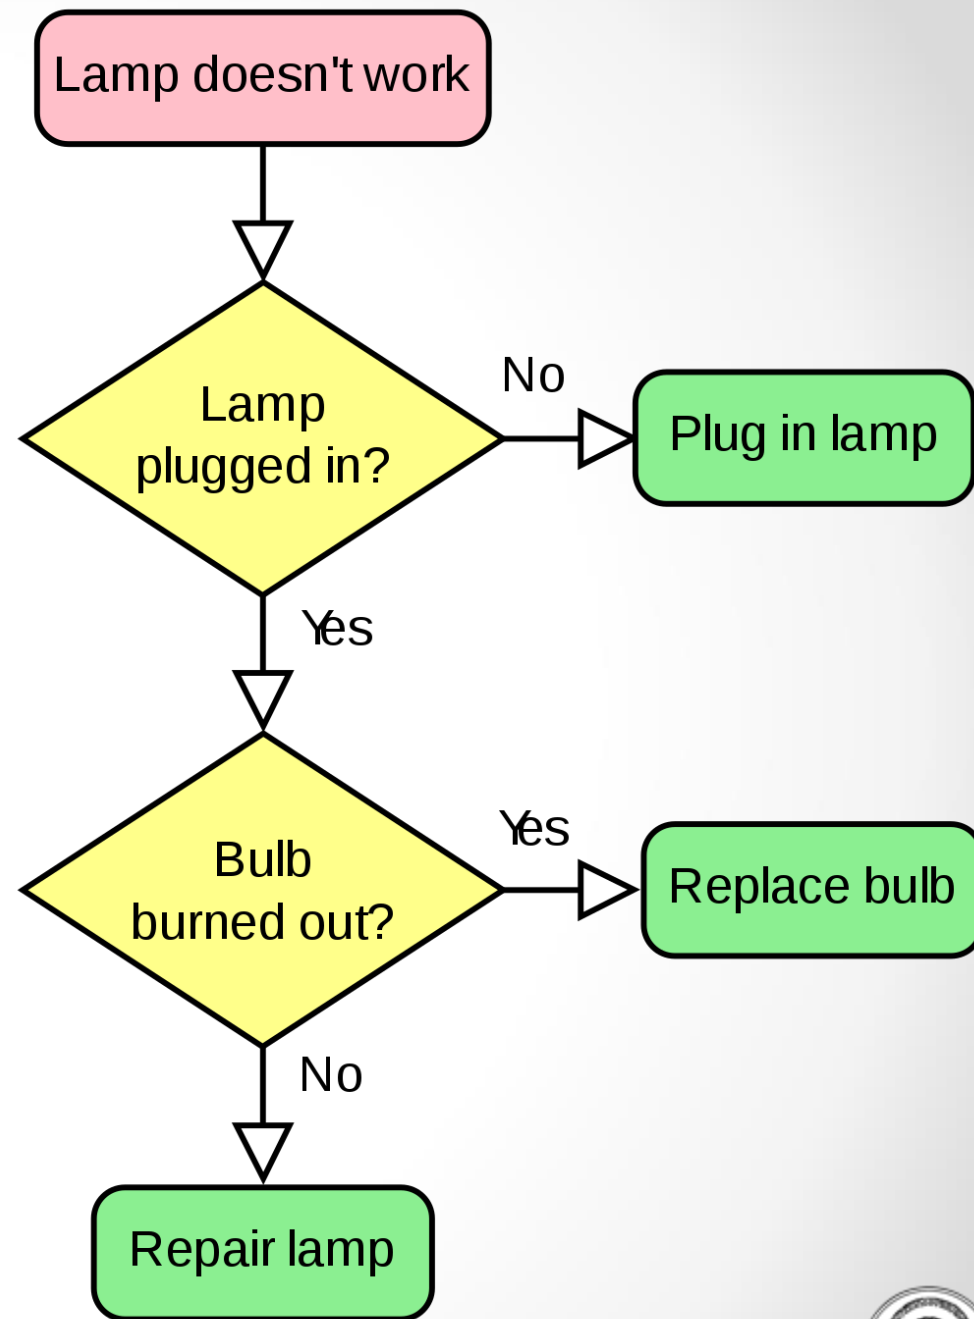 Lamp doesn't work
Lamp
plugged in?
No
Plug in lamp
Yes
Bulb
burned out?
Yes
Replace bulb
No
Repair lamp